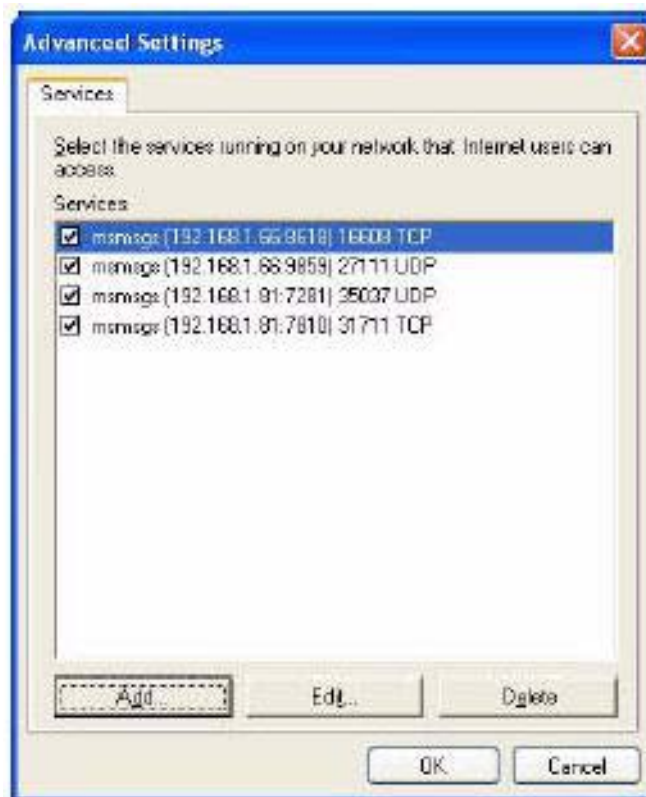 Advanced Settings
Services
Select the services running on your network that Internet users can
access.
Services
msmsgs (192.168.1.66:9618) 16608 TCP
msmsgs (192.168.1.66:9859) 27111 UDP
msmsgs (192.168.1.81:7281) 35037 UDP
msmsgs (192.168.1.81:7810) 31711 TCP
Add...
Edit...
Delete
OK
Cancel